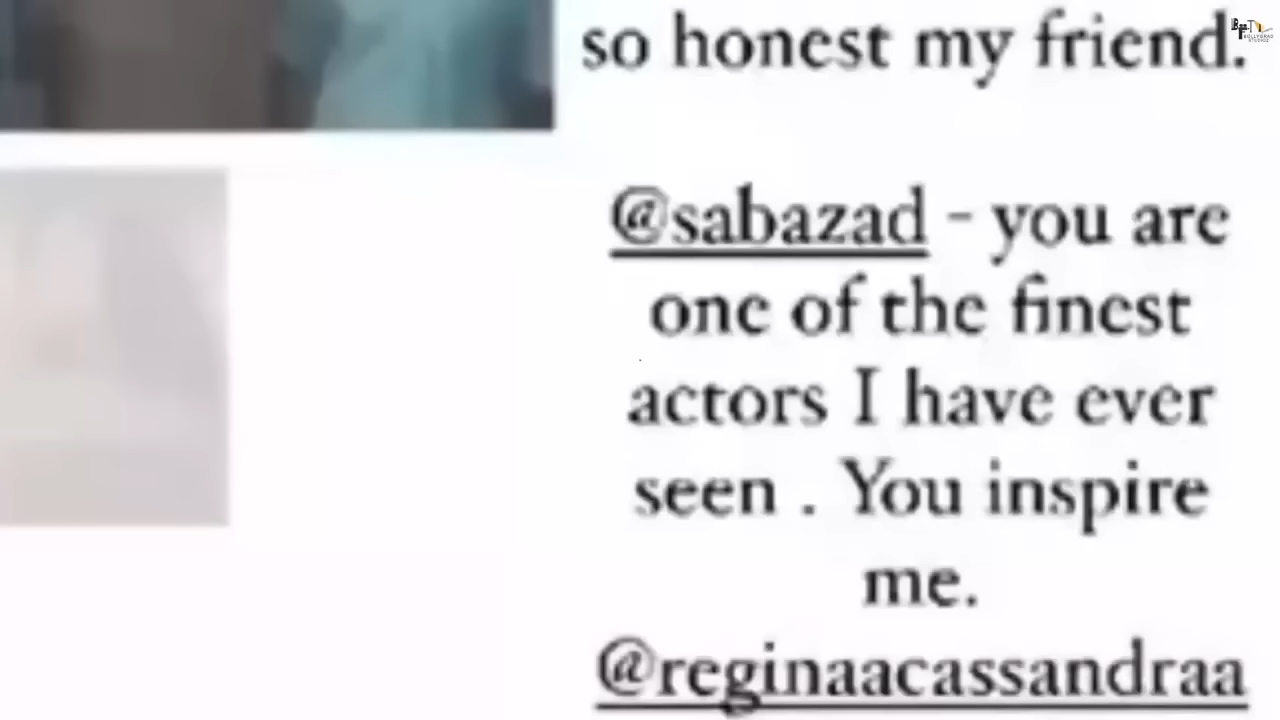 so honest my friend.
@sabazad - you are
one of the finest
actors I have ever
seen . You inspire
me.
@reginaacassandraa